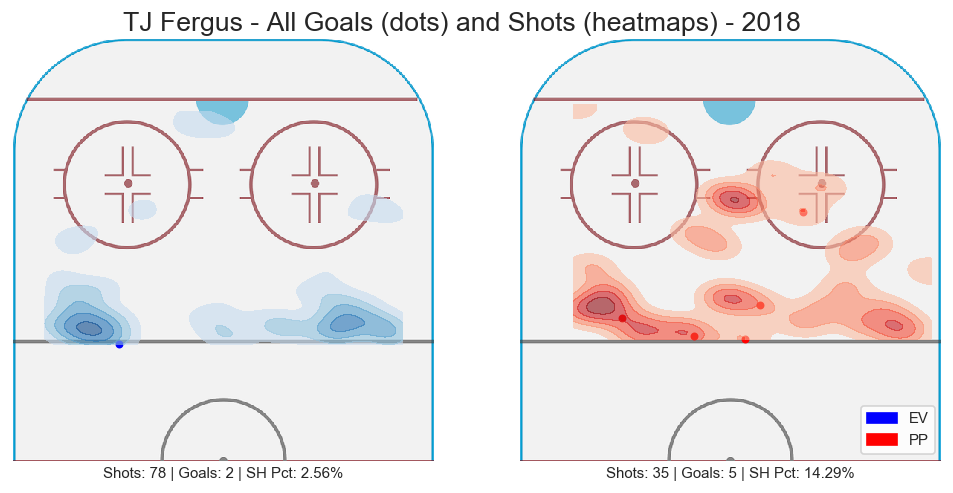 TJ Fergus - All Goals (dots) and Shots (heatmaps) - 2018
EV
PP
Shots: 78 | Goals: 2 | SH Pct: 2.56%
Shots: 35 | Goals: 5 | SH Pct: 14.29%